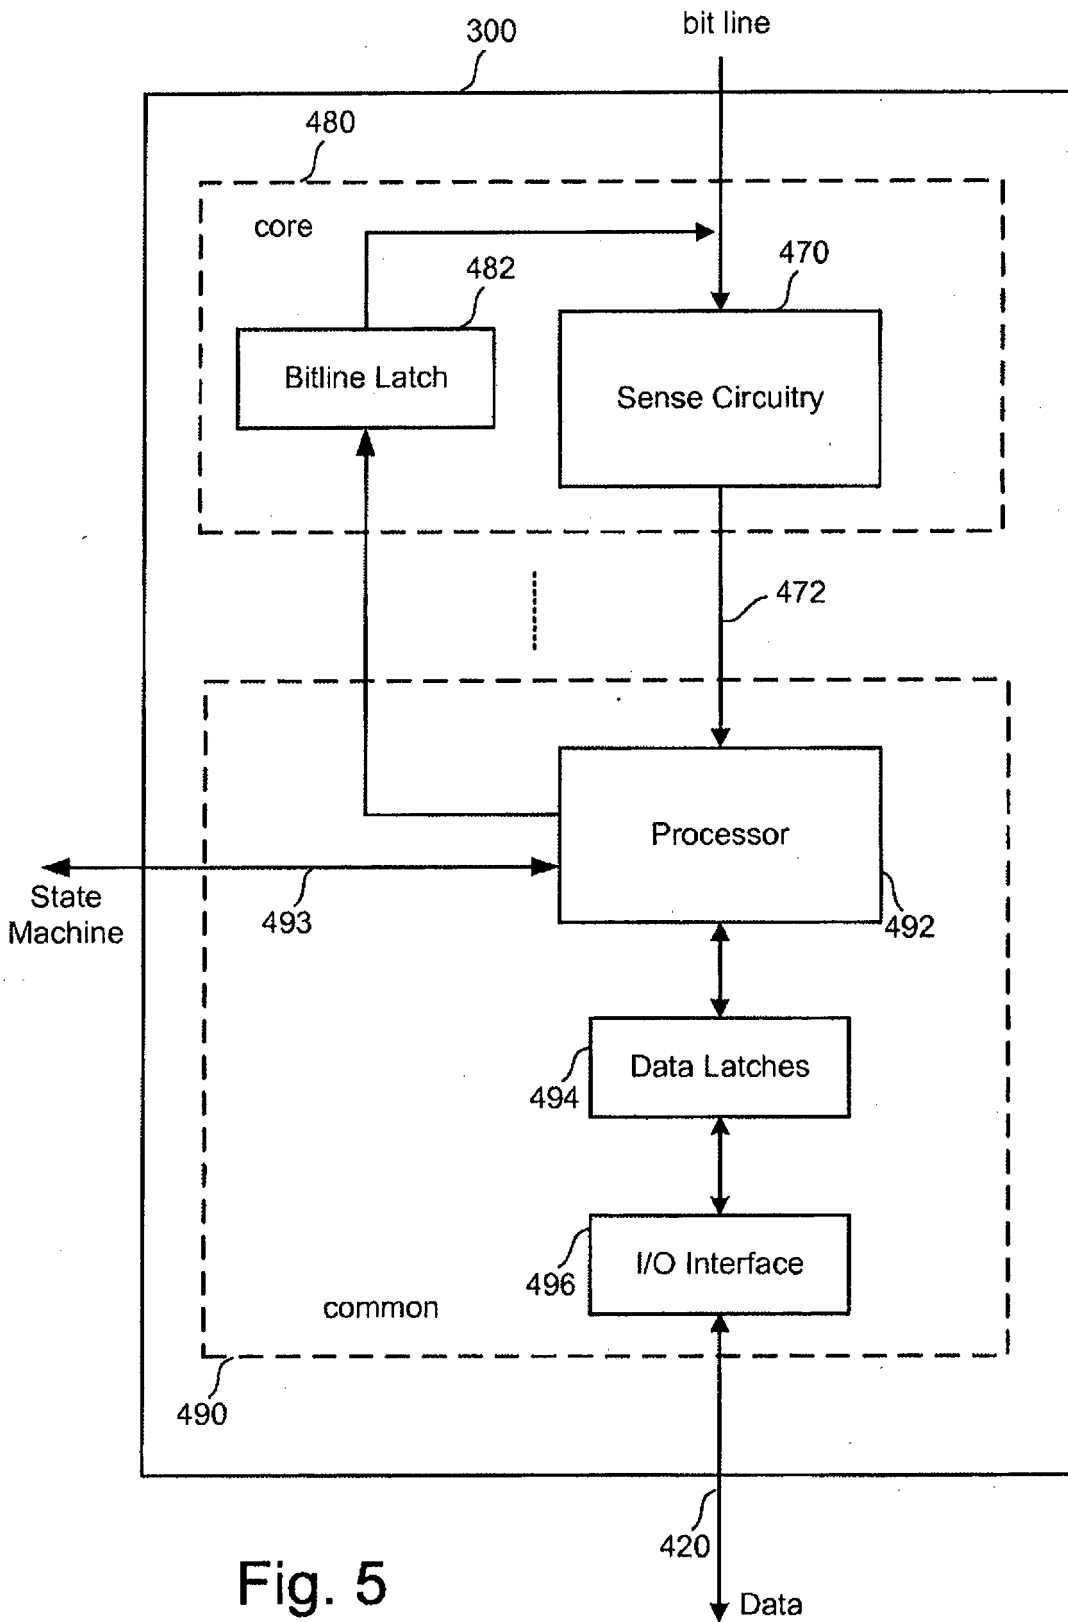 300
bit line
480
core
482
470
Bitline Latch
Sense Circuitry
472
Processor
State
Machine
493
492
Data Latches
494
I/O Interface
496
common
490
420
Data
Fig. 5